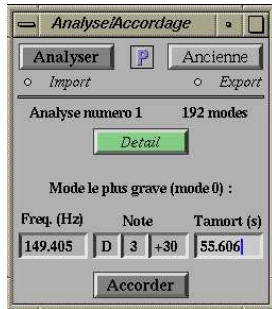 Analyse/Accordage
Analyser P Ancienne
Import Export
Analyse numero 1 192 modes
Detail
Mode le plus grave (mode 0) :
Freq. (Hz) Note Tamort (s)
149.405 D 3 +30 55.606
Accorder